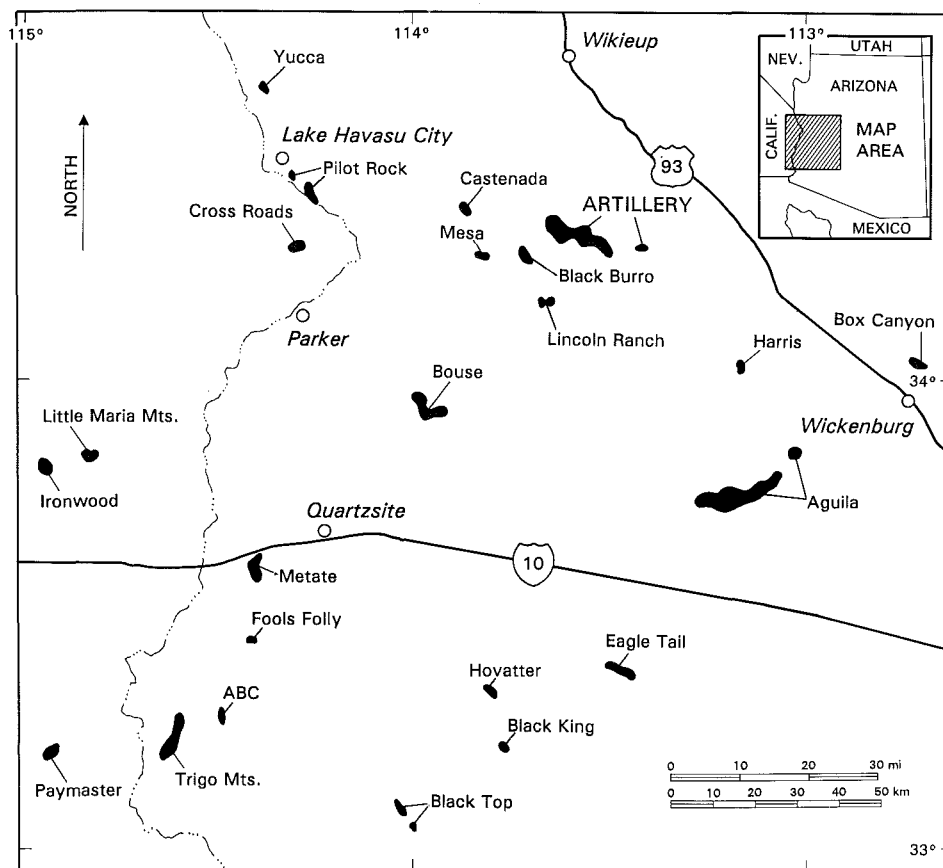 115°
114°
113°
Wikieup
Yucca
NEV.
UTAH
ARIZONA
CALIF.
MAP
AREA
MEXICO
NORTH
Lake Havasu City
Pilot Rock
93
Castenada
ARTILLERY
Cross Roads
Mesa
Black Burro
Parker
Lincoln Ranch
Harris
Box Canyon
Bouse
34°
Little Maria Mts.
Wickenburg
Ironwood
Aguila
Quartzsite
10
Metate
Fools Folly
Eagle Tail
Hovatter
ABC
Black King
Paymaster
Trigo Mts.
Black Top
0 10 20 30 mi
0 10 20 30 40 50 km
33°